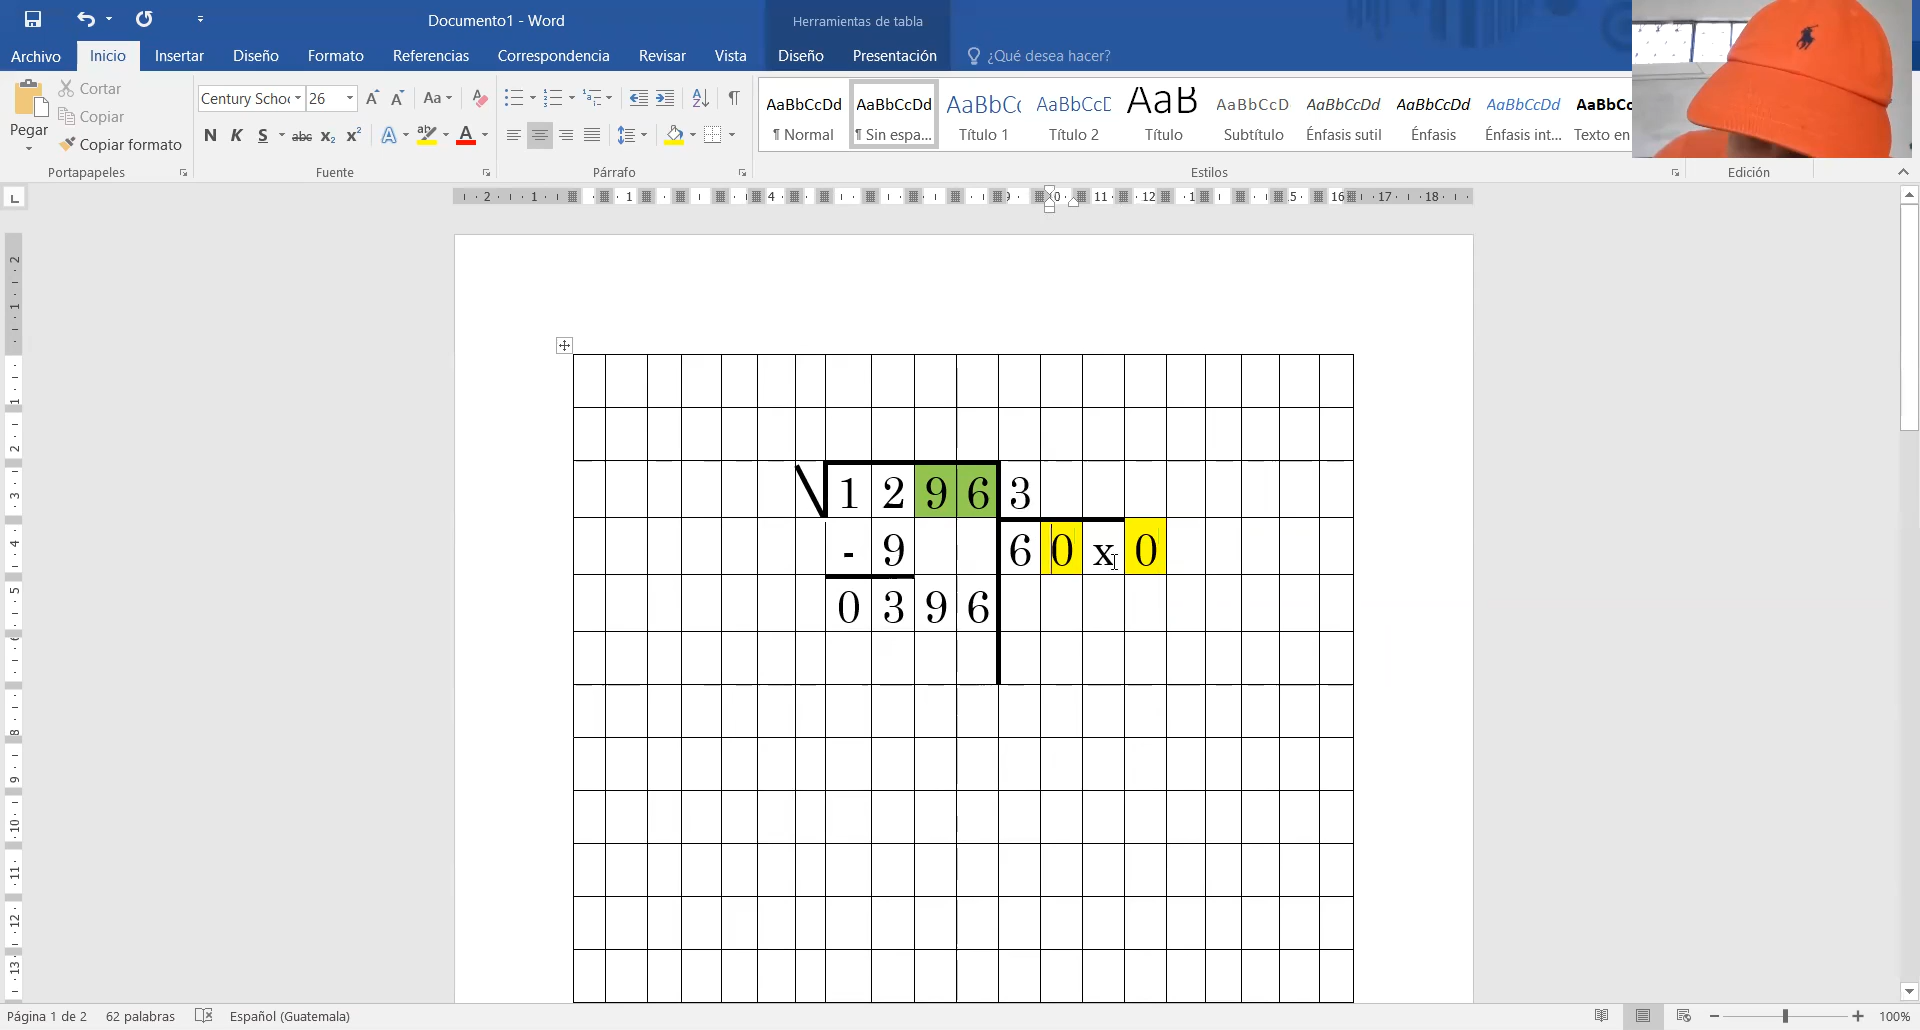 Documento1 - Word
Herramientas de tabla
Archivo Inicio Insertar Diseño Formato Referencias Correspondencia Revisar Vista Diseño Presentación ¿Qué desea hacer?
Pegar
Cortar
Copiar
Copiar formato
Portapapeles
Century Schoo 26 Aa
N K S abc x₂ x² A ab A
Fuente
Párrafo
AaBbCcDd AaBbCcDd AaBbC AaBbCcD AaB AaBbCcD AaBbCcDd AaBbCcDd AaBbCcDd AaBbCc
¶ Normal ¶ Sin espa... Título 1 Título 2 Título Subtítulo Énfasis sutil Énfasis Énfasis int... Texto en
Estilos
Edición
1 2 9 6 3
- 9 6 0 x 0
0 3 9 6
Página 1 de 2 62 palabras Español (Guatemala) 100%